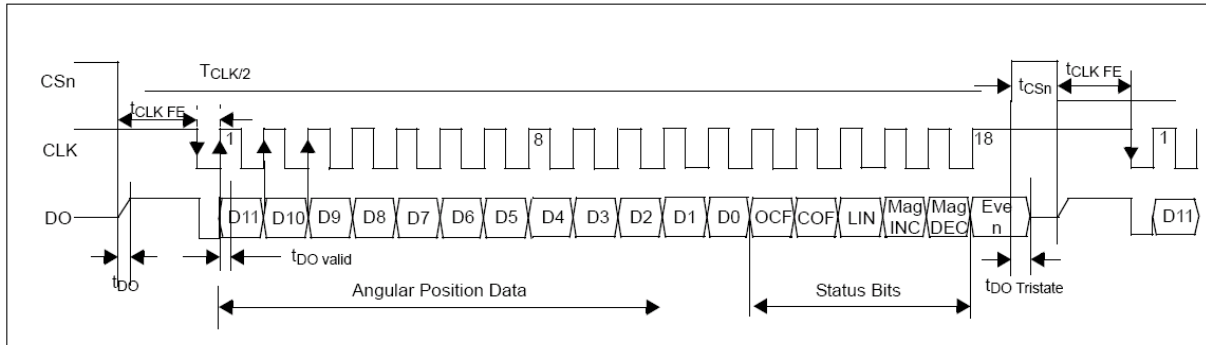 CSn
TCLK/2
tCLK FE
tCSn
tCLK FE
CLK
1
8
18
1
DO
D11
D10
D9
D8
D7
D6
D5
D4
D3
D2
D1
D0
OCF
COF
LIN
Mag
INC
Mag
DEC
Eve
n
D11
tDO
tDO valid
tDO Tristate
Angular Position Data
Status Bits